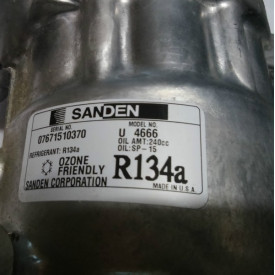 SANDEN
SERIAL NO.
07671510370
MODEL NO.
U 4666
OIL AMT:240cc
OIL:SP-15
REFRIGERANT: R134a
OZONE
FRIENDLY
R134a
SANDEN CORPORATION
MADE IN U.S.A.